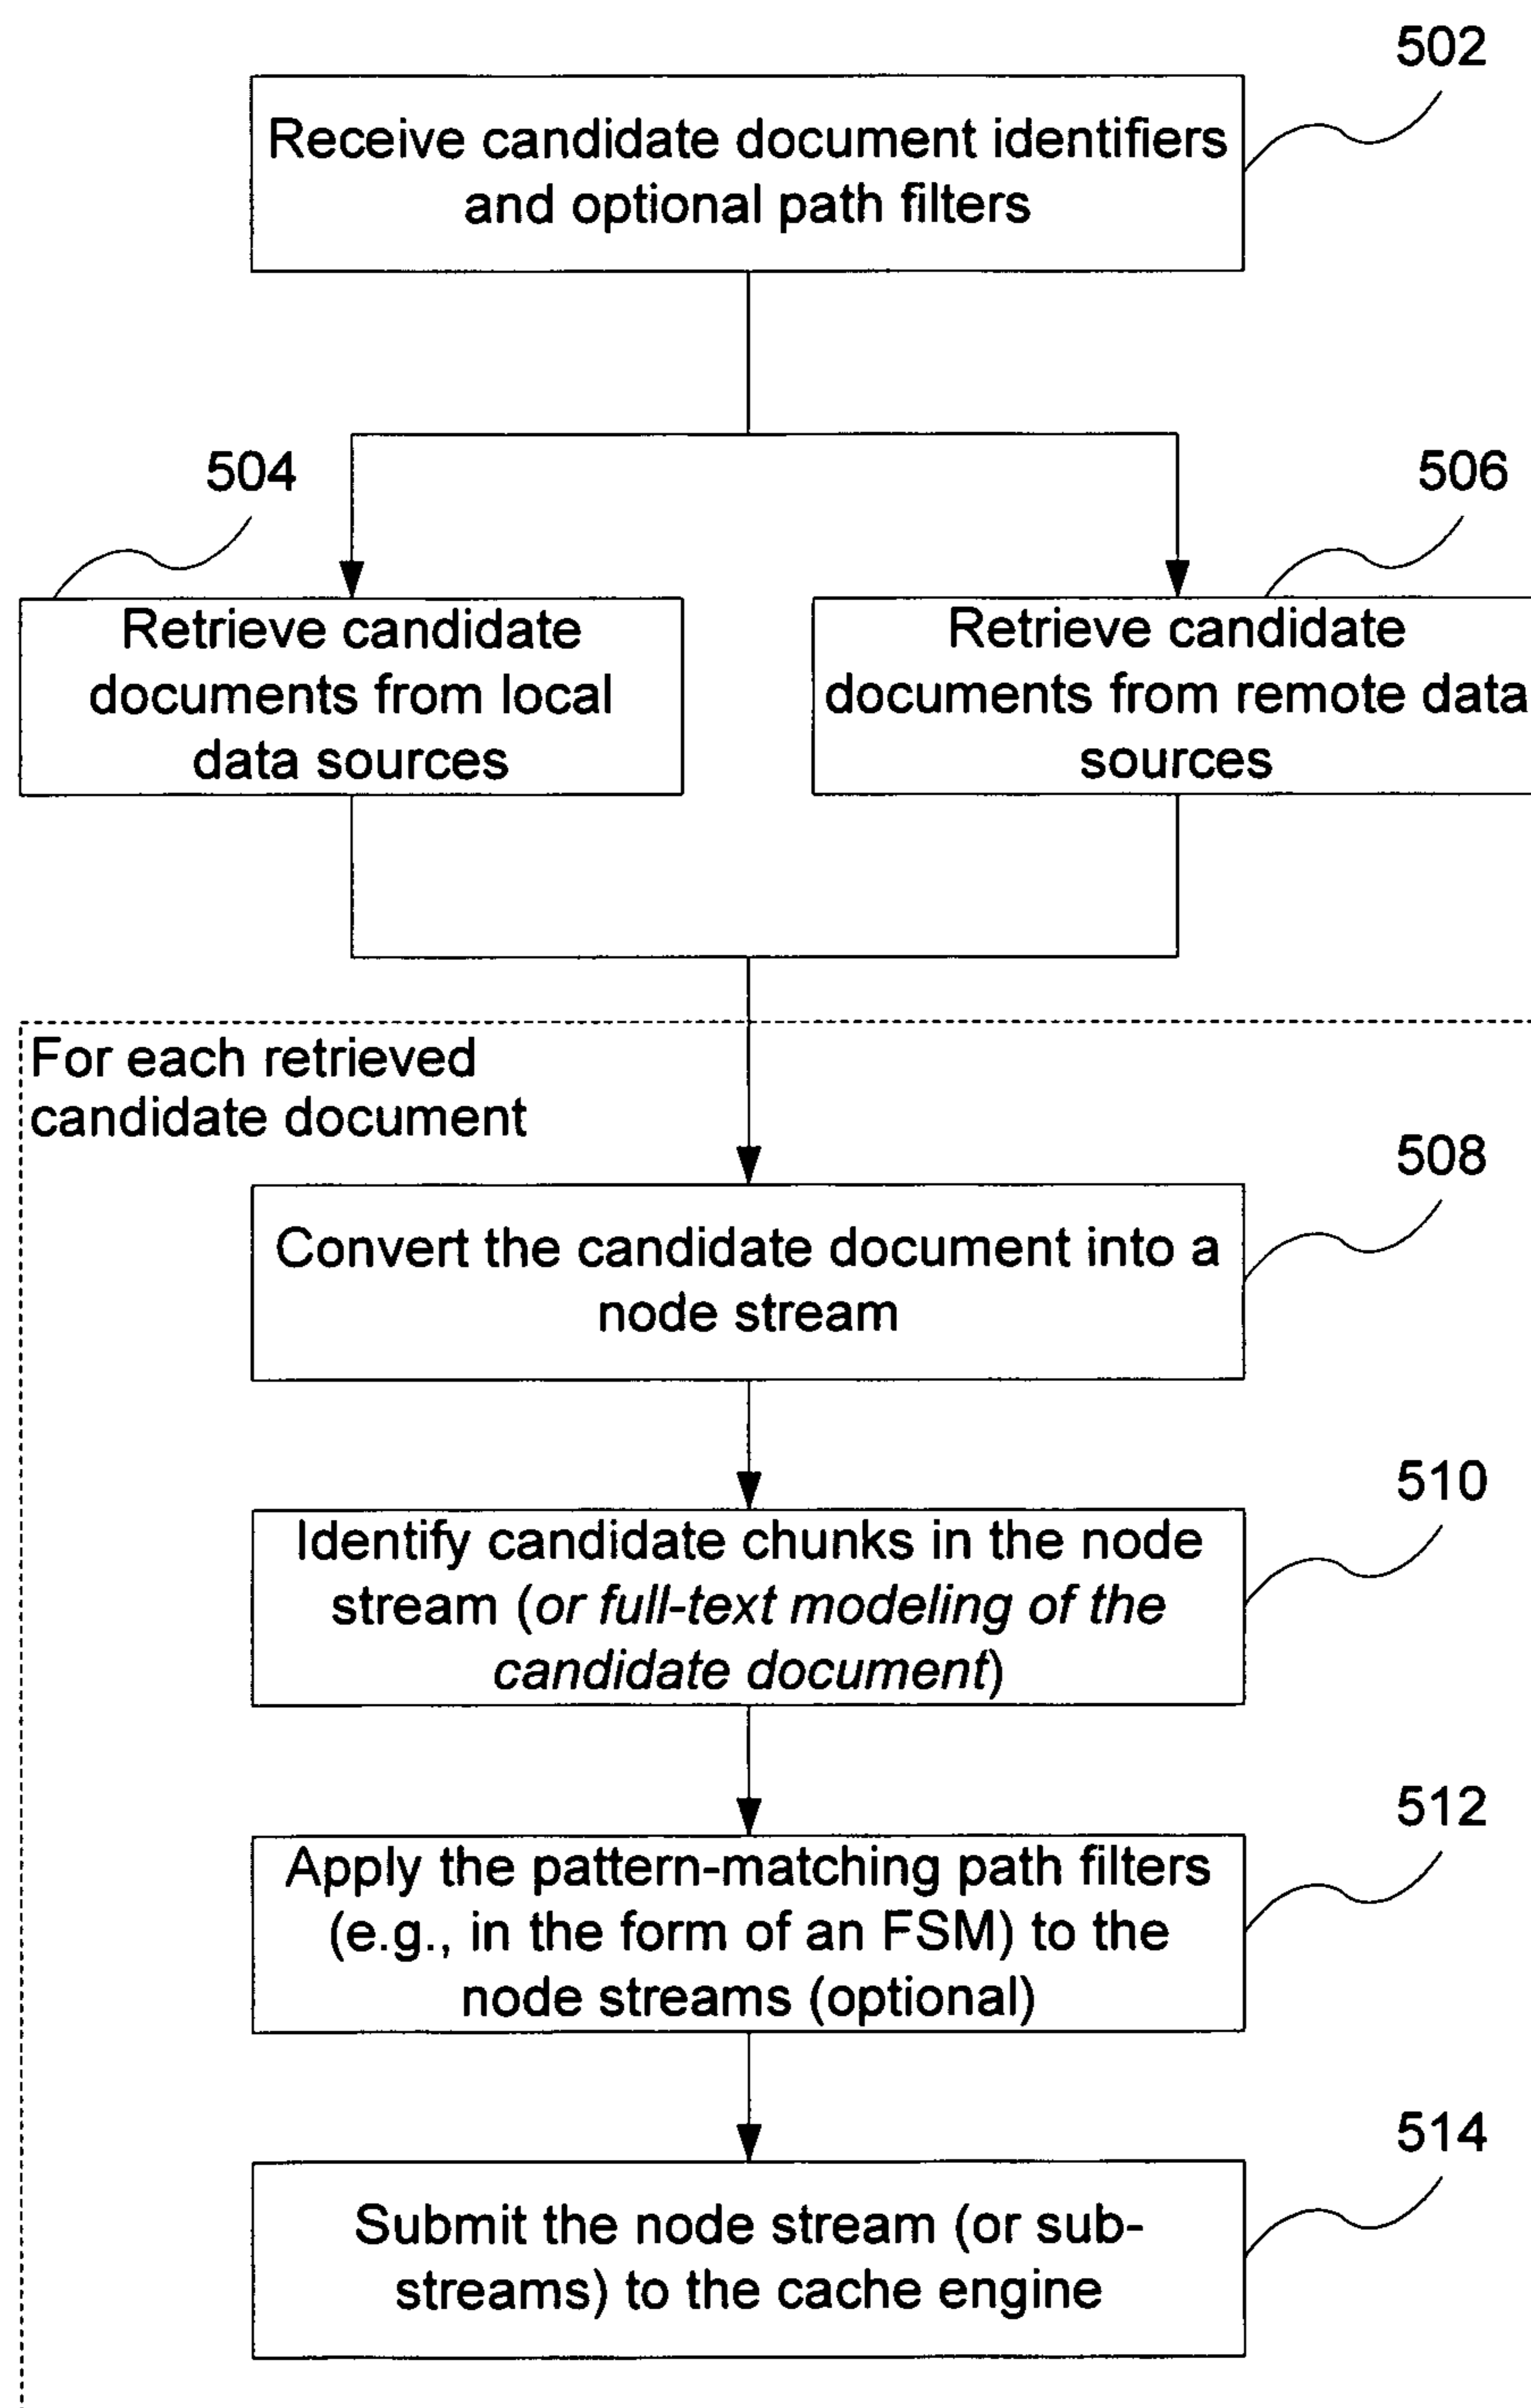 502
Receive candidate document identifiers
and optional path filters
504
506
Retrieve candidate
documents from local
data sources
Retrieve candidate
documents from remote data
sources
For each retrieved
candidate document
508
Convert the candidate document into a
node stream
510
Identify candidate chunks in the node
stream (or full-text modeling of the
candidate document)
512
Apply the pattern-matching path filters
(e.g., in the form of an FSM) to the
node streams (optional)
514
Submit the node stream (or sub-
streams) to the cache engine